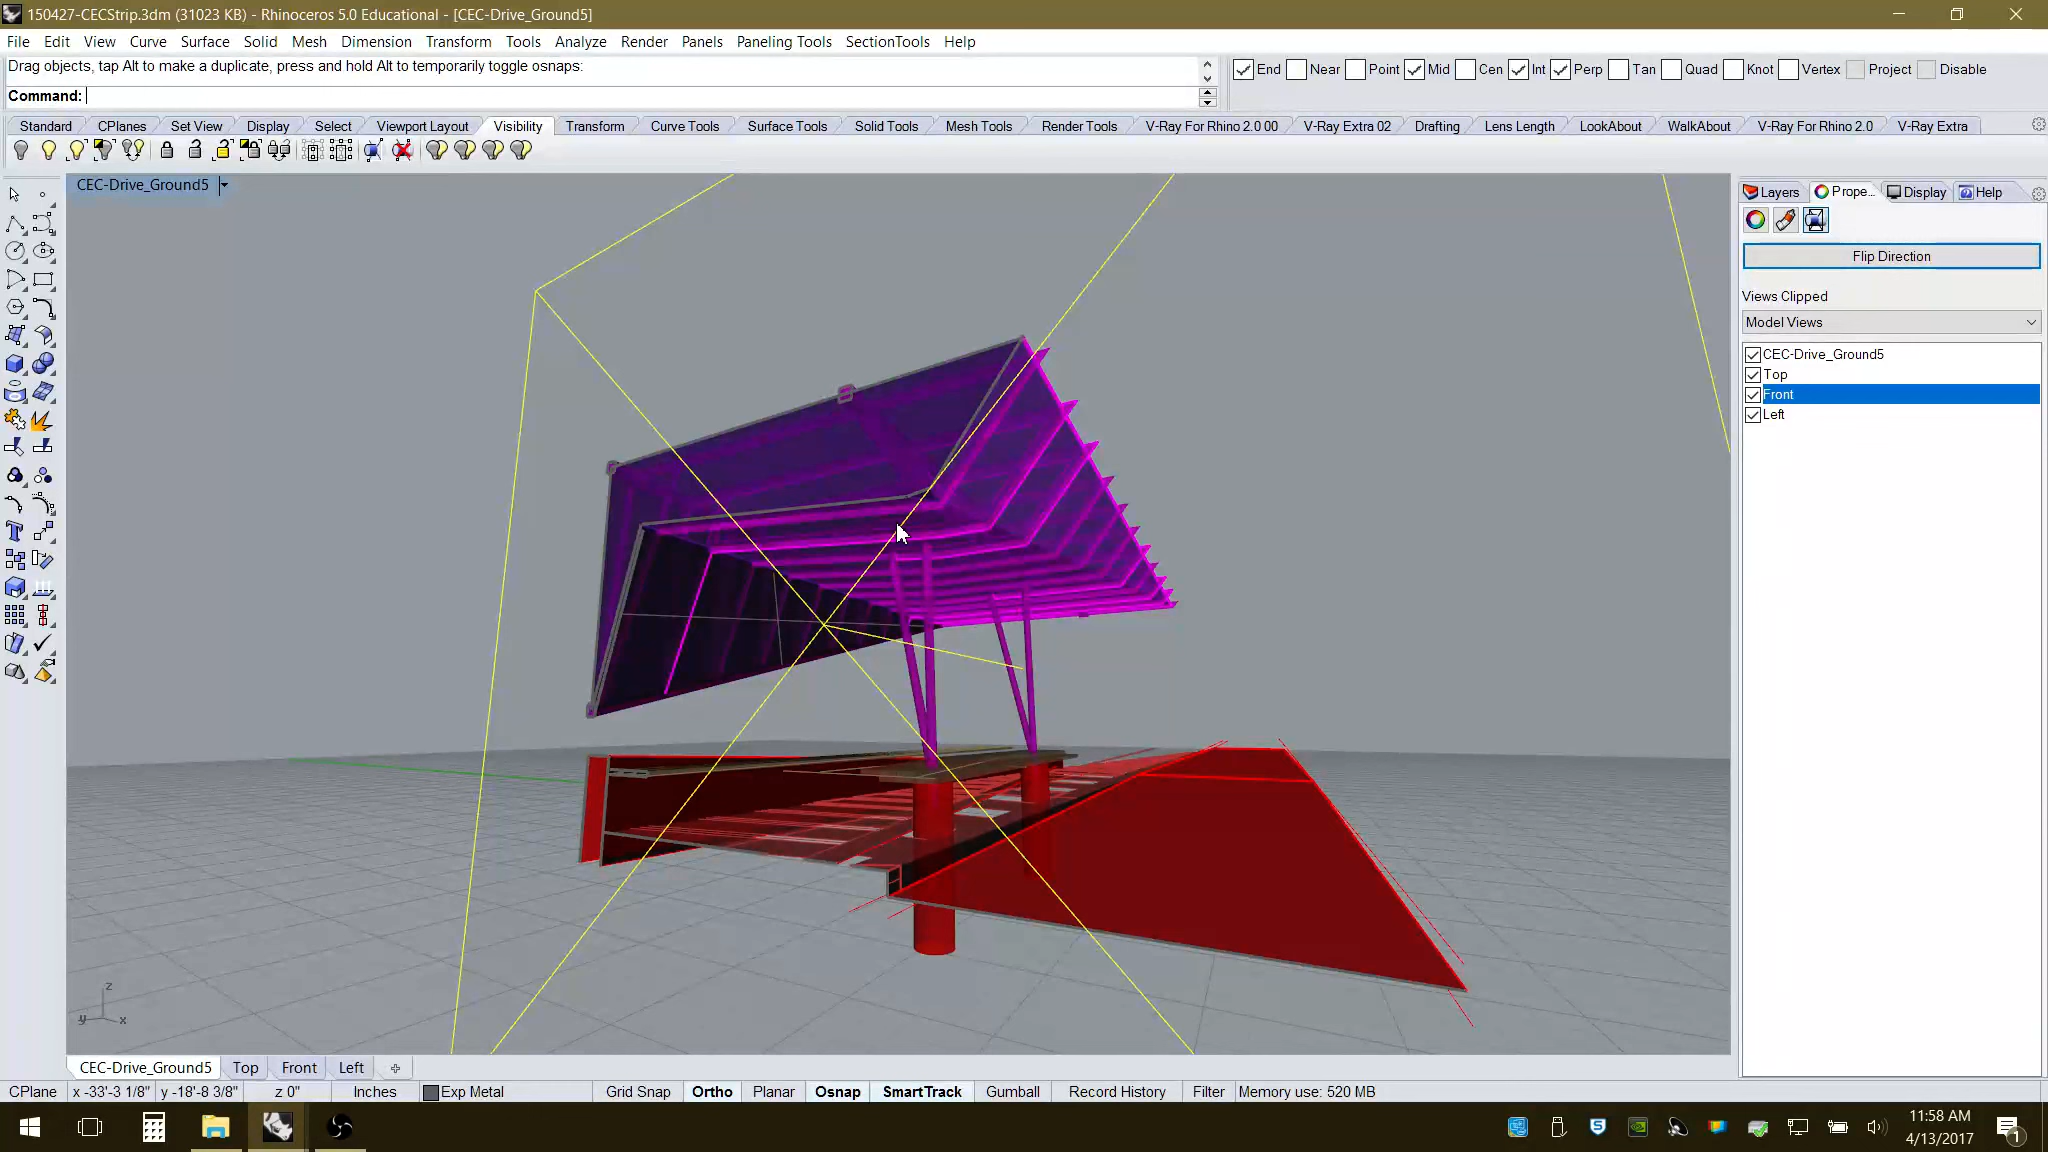 150427-CECStrip.3dm (31023 KB) - Rhinoceros 5.0 Educational - [CEC-Drive_Ground5]
File Edit View Curve Surface Solid Mesh Dimension Transform Tools Analyze Render Panels Paneling Tools SectionTools Help
Drag objects, tap Alt to make a duplicate, press and hold Alt to temporarily toggle osnaps:
Command:
End Near Point Mid Cen Int Perp Tan Quad Knot Vertex Project Disable
Standard CPlanes Set View Display Select Viewport Layout Visibility Transform Curve Tools Surface Tools Solid Tools Mesh Tools Render Tools V-Ray For Rhino 2.0 00 V-Ray Extra 02 Drafting Lens Length LookAbout WalkAbout V-Ray For Rhino 2.0 V-Ray Extra
CEC-Drive_Ground5
Layers Prope... Display Help
Flip Direction
Views Clipped
Model Views
CEC-Drive_Ground5
Top
Front
Left
z
y x
CEC-Drive_Ground5 Top Front Left
CPlane x -33'-3 1/8" y -18'-8 3/8" z 0" Inches Exp Metal Grid Snap Ortho Planar Osnap SmartTrack Gumball Record History Filter Memory use: 520 MB
11:58 AM
4/13/2017
1